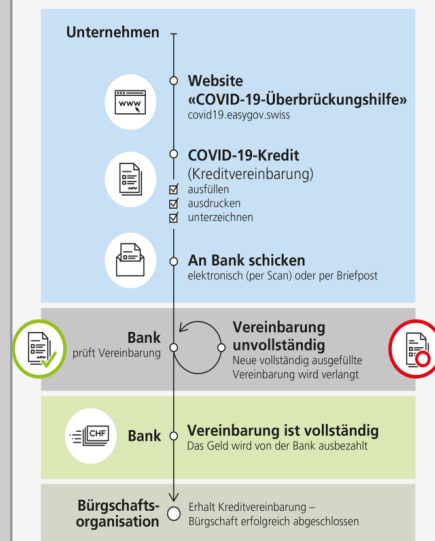 Unternehmen
Website
«COVID-19-Überbrückungshilfe»
covid19.easygov.swiss
www
COVID-19-Kredit
(Kreditvereinbarung)
ausfüllen
ausdrucken
unterzeichnen
An Bank schicken
elektronisch (per Scan) oder per Briefpost
Bank
prüft Vereinbarung
Vereinbarung
unvollständig
Neue vollständig ausgefüllte
Vereinbarung wird verlangt
CHF
Bank
Vereinbarung ist vollständig
Das Geld wird von der Bank ausbezahlt
Bürgschafts-
organisation
Erhalt Kreditvereinbarung –
Bürgschaft erfolgreich abgeschlossen